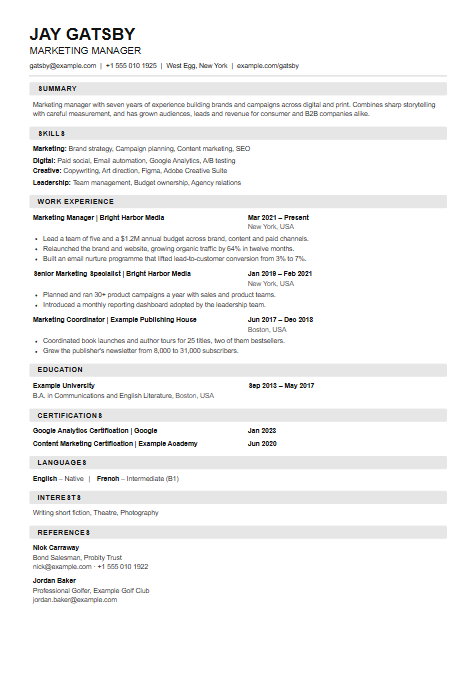 JAY GATSBY
MARKETING MANAGER
gatsby@example.com | +1 555 010 1925 | West Egg, New York | example.com/gatsby
SUMMARY
Marketing manager with seven years of experience building brands and campaigns across digital and print. Combines sharp storytelling
with careful measurement, and has grown audiences, leads and revenue for consumer and B2B companies alike.
SKILLS
Marketing: Brand strategy, Campaign planning, Content marketing, SEO
Digital: Paid social, Email automation, Google Analytics, A/B testing
Creative: Copywriting, Art direction, Figma, Adobe Creative Suite
Leadership: Team management, Budget ownership, Agency relations
WORK EXPERIENCE
Marketing Manager | Bright Harbor Media Mar 2021 – Present
New York, USA
• Lead a team of five and a $1.2M annual budget across brand, content and paid channels.
• Relaunched the brand and website, growing organic traffic by 64% in twelve months.
• Built an email nurture programme that lifted lead-to-customer conversion from 3% to 7%.
Senior Marketing Specialist | Bright Harbor Media Jan 2019 – Feb 2021
New York, USA
• Planned and ran 30+ product campaigns a year with sales and product teams.
• Introduced a monthly reporting dashboard adopted by the leadership team.
Marketing Coordinator | Example Publishing House Jun 2017 – Dec 2018
Boston, USA
• Coordinated book launches and author tours for 25 titles, two of them bestsellers.
• Grew the publisher's newsletter from 8,000 to 31,000 subscribers.
EDUCATION
Example University Sep 2013 – May 2017
B.A. in Communications and English Literature, Boston, USA
CERTIFICATIONS
Google Analytics Certification | Google Jan 2023
Content Marketing Certification | Example Academy Jun 2020
LANGUAGES
English – Native | French – Intermediate (B1)
INTERESTS
Writing short fiction, Theatre, Photography
REFERENCES
Nick Carraway
Bond Salesman, Probity Trust
nick@example.com · +1 555 010 1922
Jordan Baker
Professional Golfer, Example Golf Club
jordan.baker@example.com